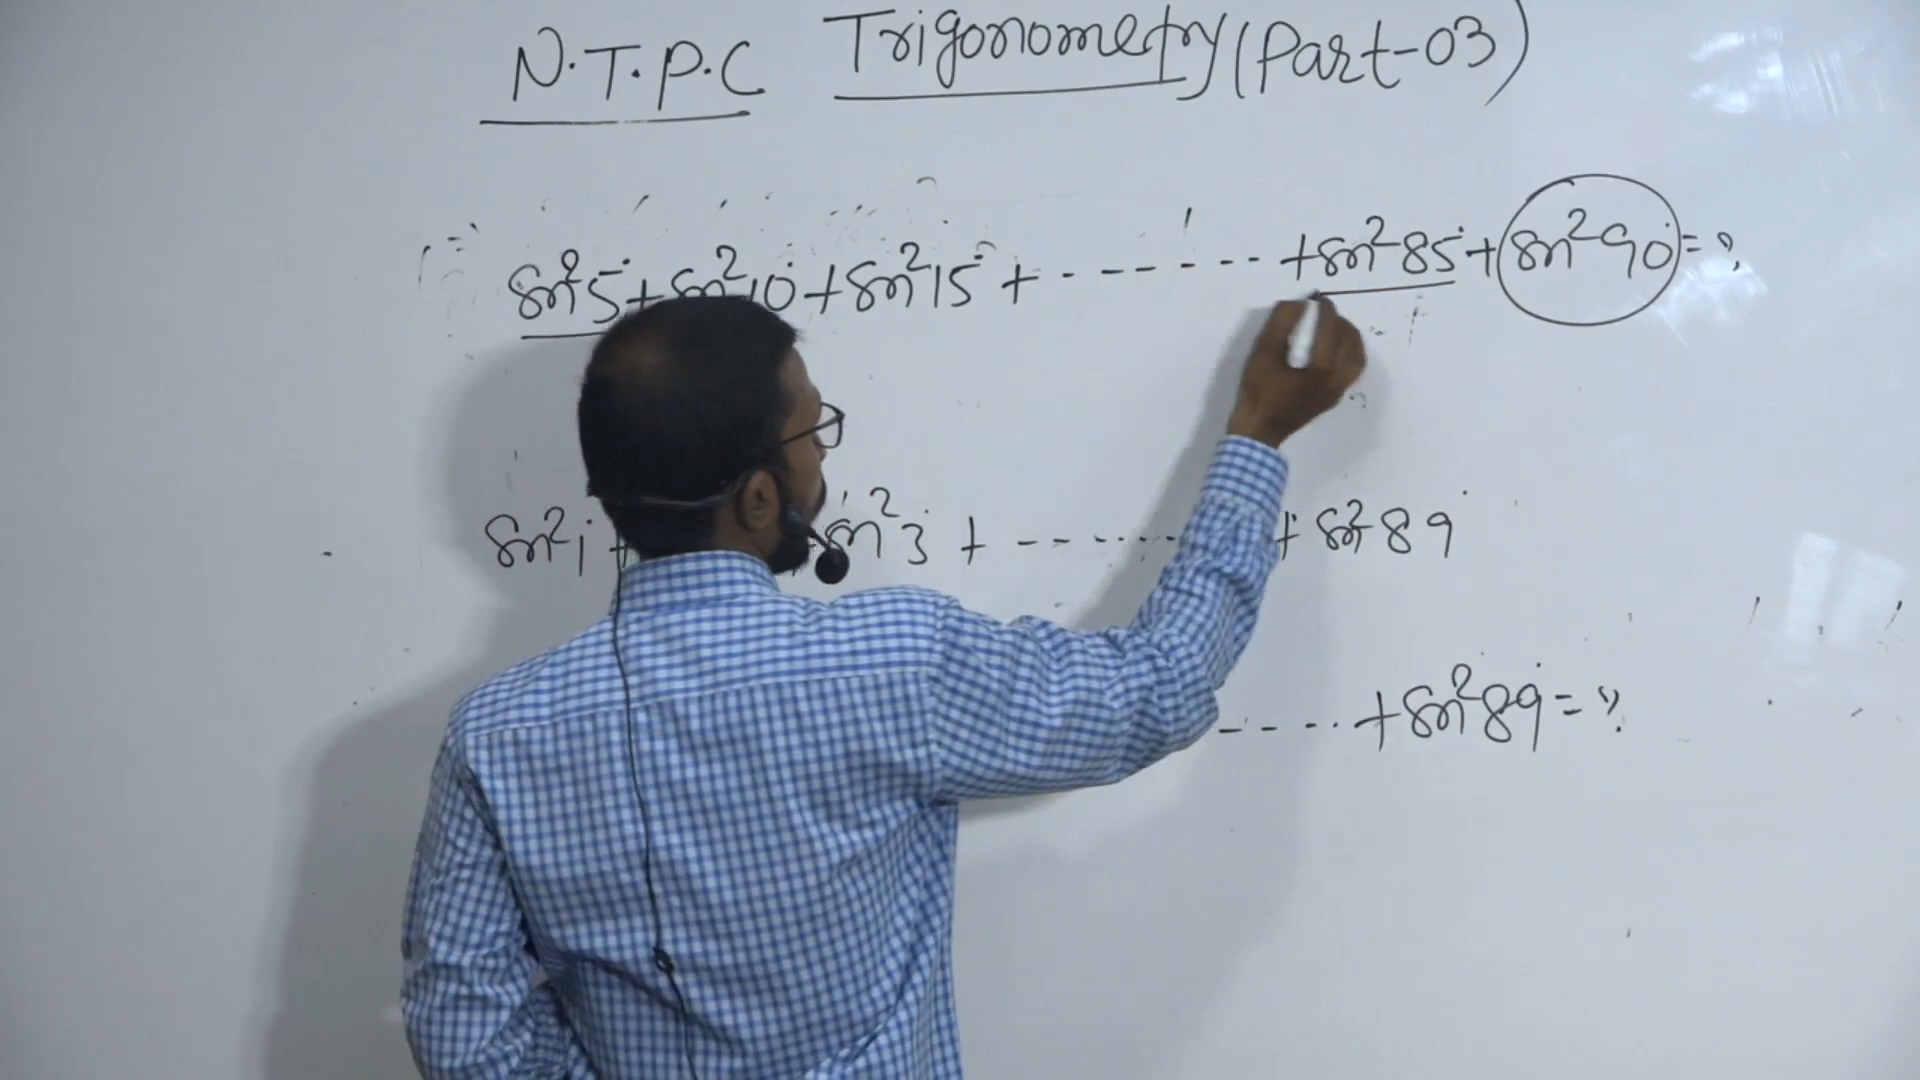 N.T.P.C Trigonometry (Part-03)
sin²5° + sin²10° + sin²15° + ------- + sin²85° + sin²90° = ?
sin²1° + sin²3° + ------ + sin²89°
----- + sin²89° = ?